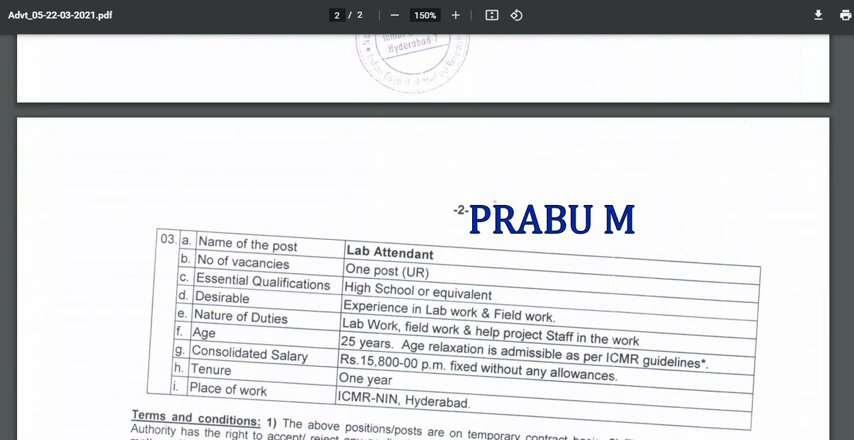 Advt_05-22-03-2021.pdf 2 / 2 150%
Hyderabad-7
-2- PRABU M
03. a. Name of the post Lab Attendant
b. No of vacancies One post (UR)
c. Essential Qualifications High School or equivalent
d. Desirable Experience in Lab work & Field work.
e. Nature of Duties Lab Work, field work & help project Staff in the work
f. Age 25 years. Age relaxation is admissible as per ICMR guidelines*.
g. Consolidated Salary Rs.15,800-00 p.m. fixed without any allowances.
h. Tenure One year
i. Place of work ICMR-NIN, Hyderabad.
Terms and conditions: 1) The above positions/posts are on temporary contract basis.
Authority has the right to accept/ reject any